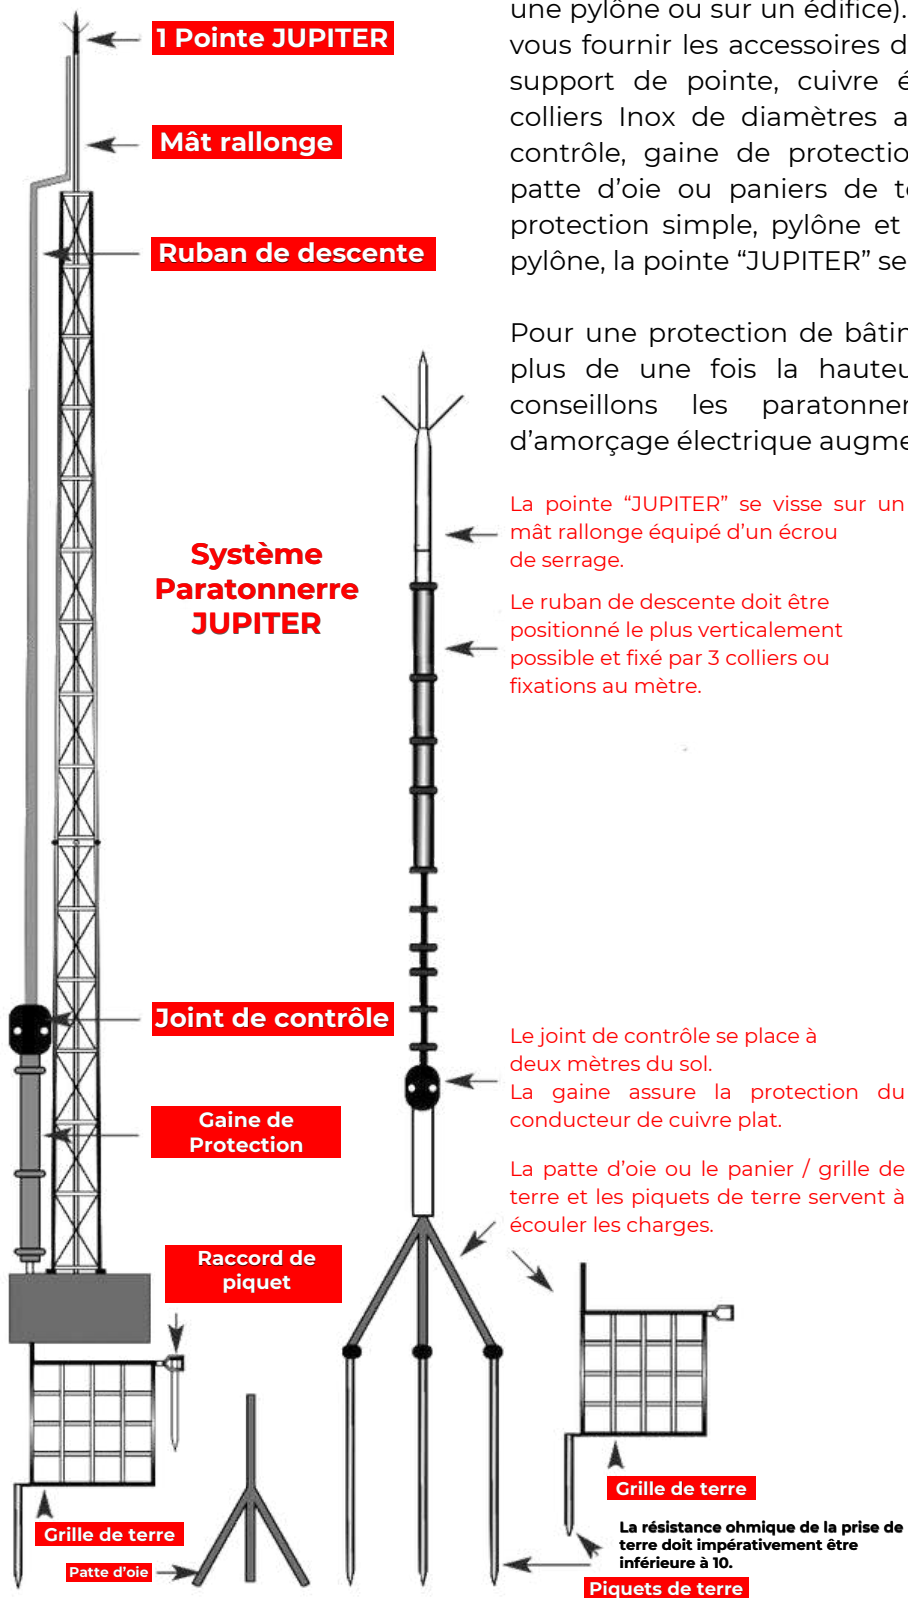 une pylône ou sur un édifice).
vous fournir les accessoires d
support de pointe, cuivre é
colliers Inox de diamètres a
contrôle, gaine de protectio
patte d’oie ou paniers de te
protection simple, pylône et
pylône, la pointe “JUPITER” se
Pour une protection de bâtin
plus de une fois la hauteu
conseillons les paratonner
d’amorçage électrique augme
1 Pointe JUPITER
Mât rallonge
Ruban de descente
Système
Paratonnerre
JUPITER
La pointe “JUPITER” se visse sur un
mât rallonge équipé d’un écrou
de serrage.
Le ruban de descente doit être
positionné le plus verticalement
possible et fixé par 3 colliers ou
fixations au mètre.
Joint de contrôle
Le joint de contrôle se place à
deux mètres du sol.
La gaine assure la protection du
conducteur de cuivre plat.
Gaine de
Protection
La patte d’oie ou le panier / grille de
terre et les piquets de terre servent à
écouler les charges.
Raccord de
piquet
Grille de terre
Patte d’oie
Grille de terre
La résistance ohmique de la prise de
terre doit impérativement être
inférieure à 10.
Piquets de terre